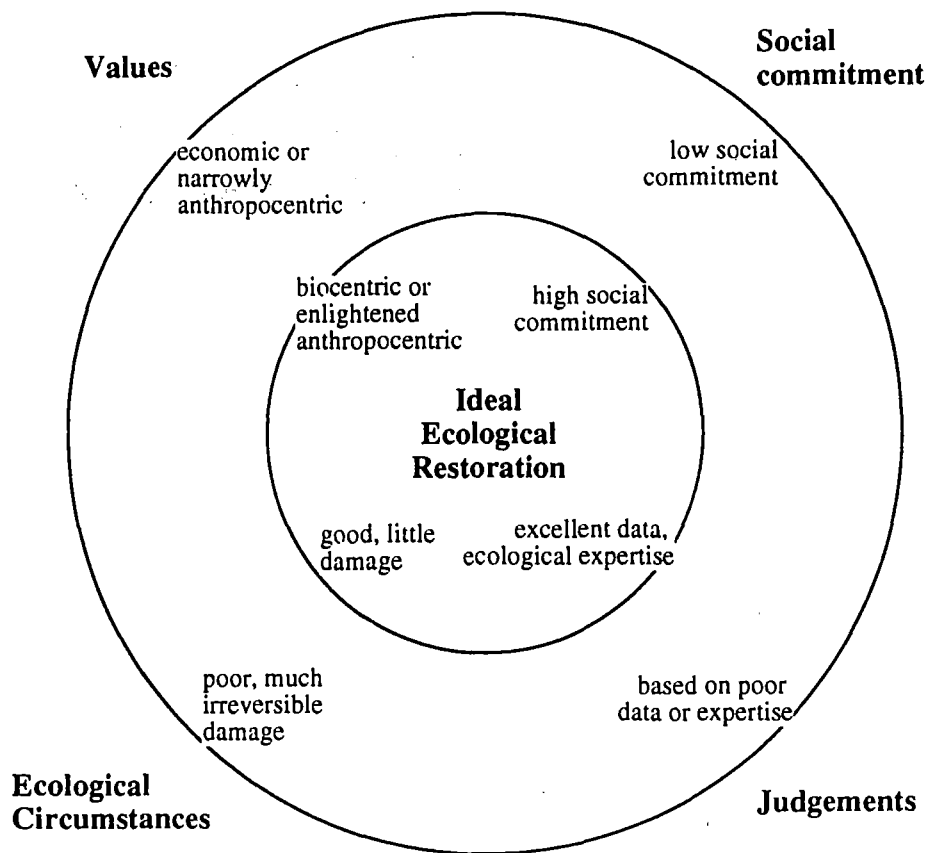 Values
Social
commitment
economic or
narrowly
anthropocentric
low social
commitment
biocentric or
enlightened
anthropocentric
high social
commitment
Ideal
Ecological
Restoration
good, little
damage
excellent data,
ecological expertise
poor, much
irreversible
damage
based on poor
data or expertise
Ecological
Circumstances
Judgements